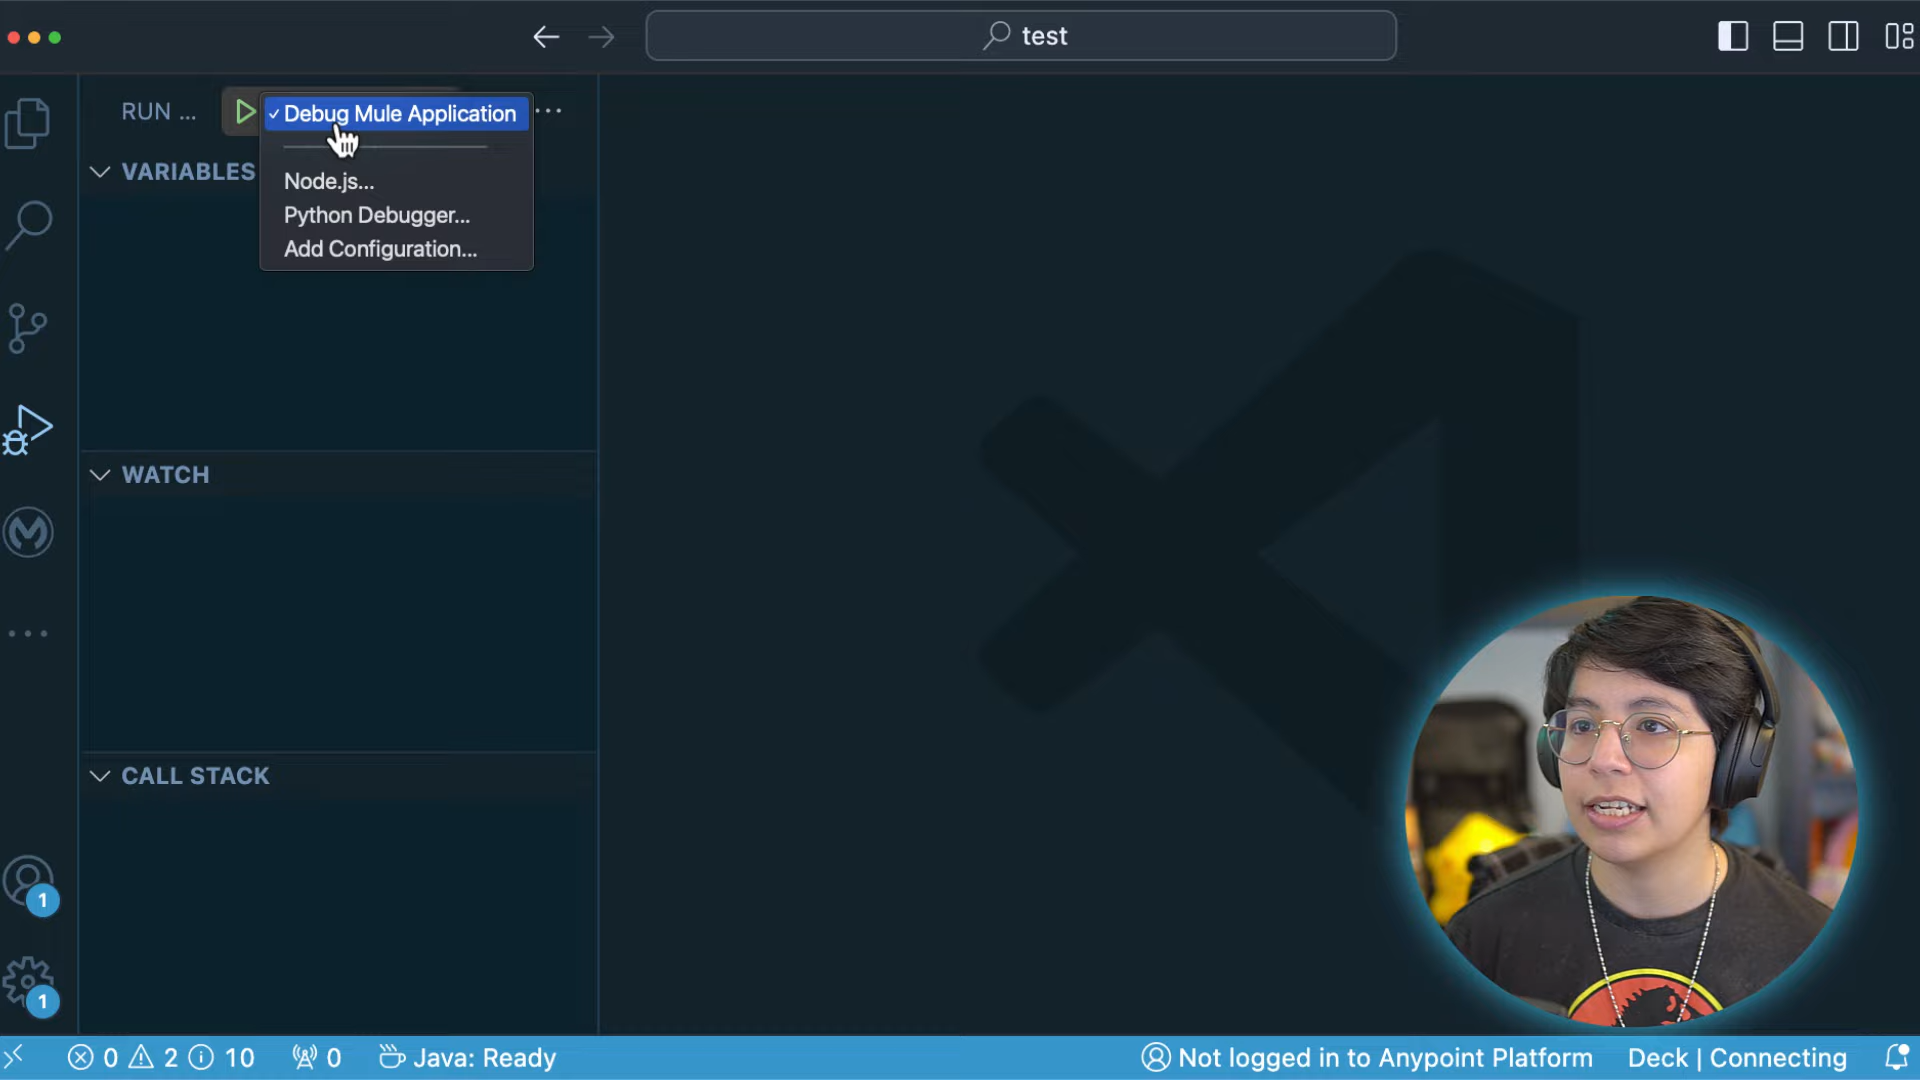 test
RUN ...
Debug Mule Application
Node.js...
Python Debugger...
Add Configuration...
VARIABLES
WATCH
CALL STACK
1
1
0 2 10 0 Java: Ready
Not logged in to Anypoint Platform Deck | Connecting